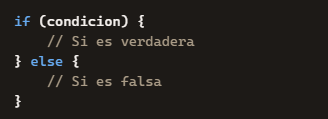 if (condicion) {
    // Si es verdadera
} else {
    // Si es falsa
}